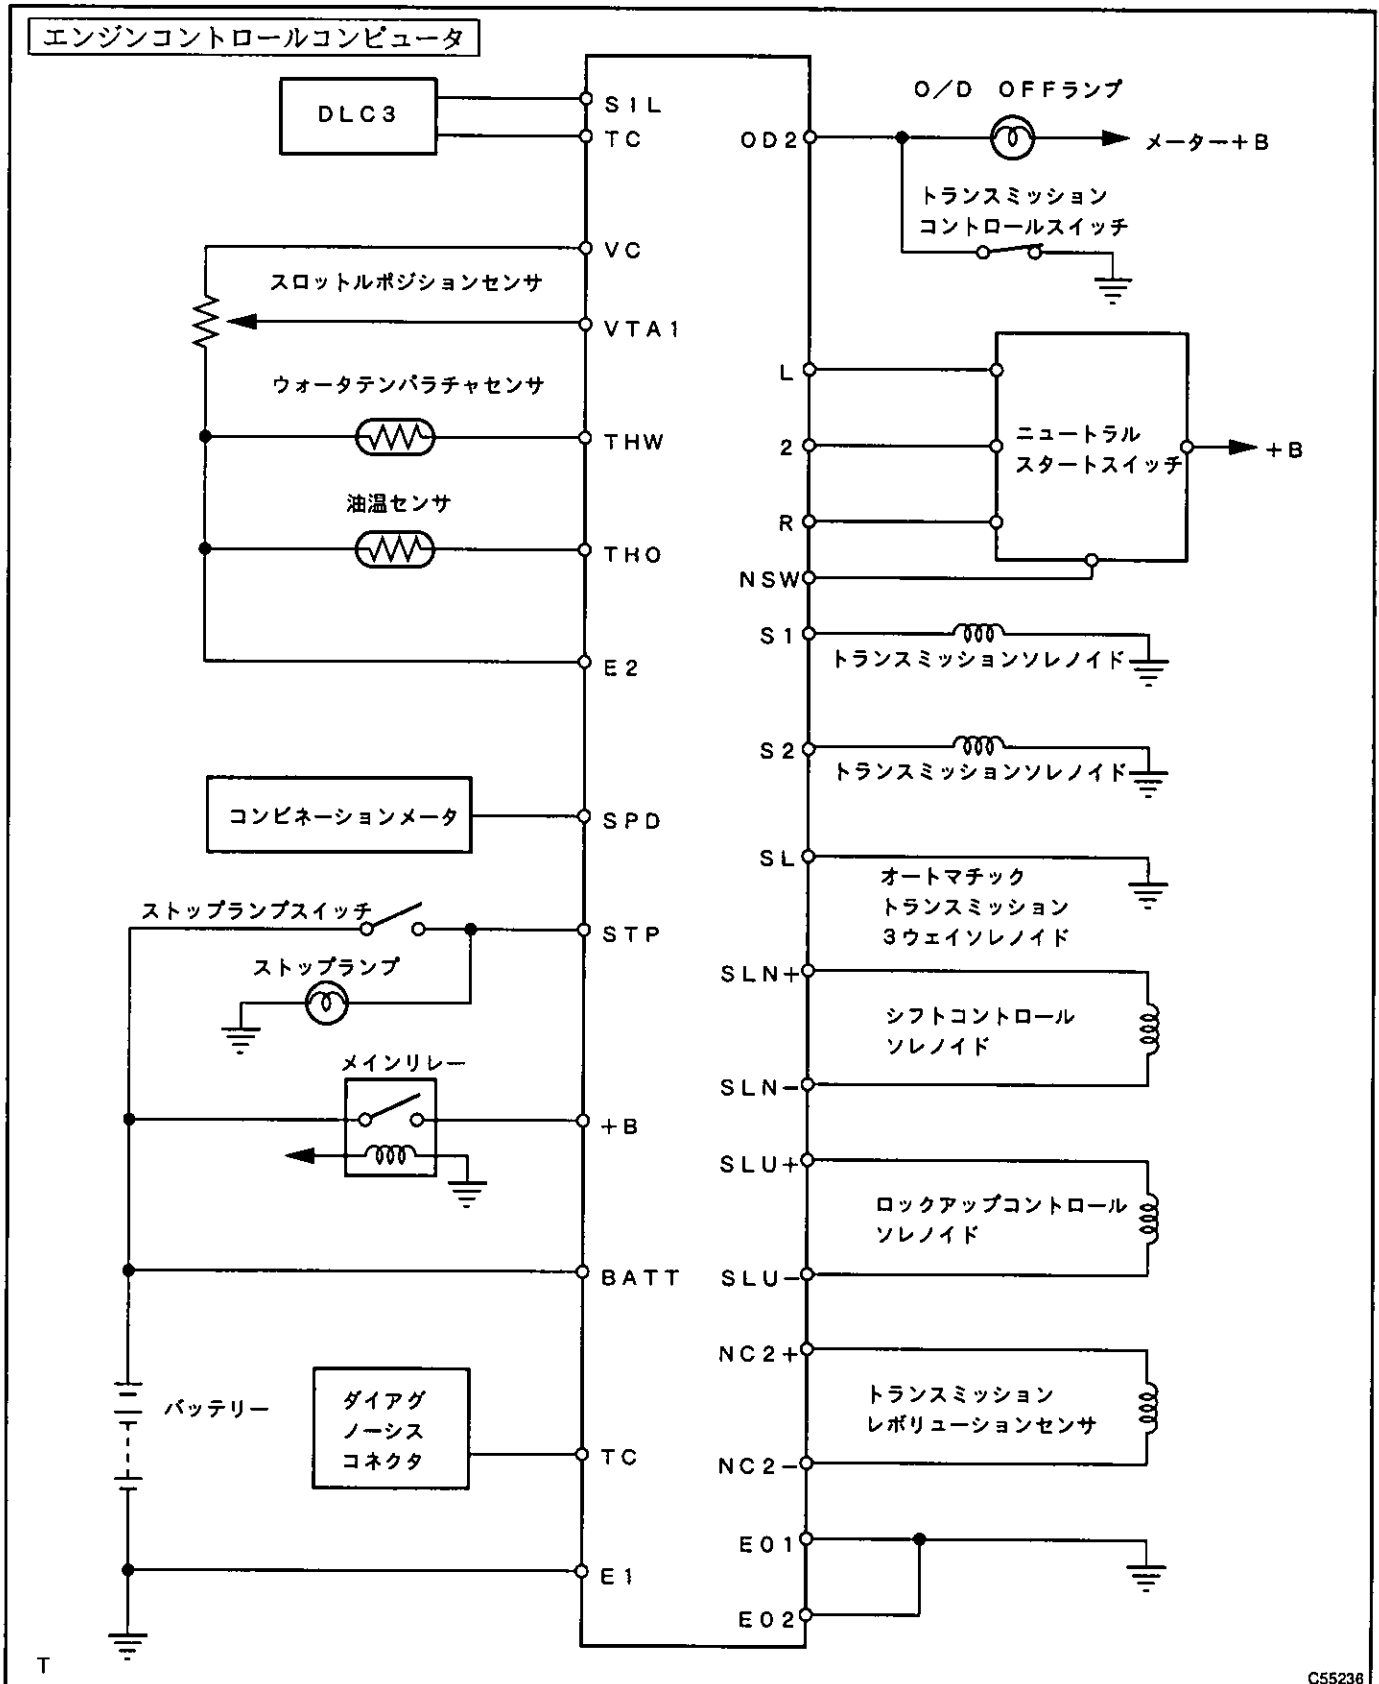 エンジンコントロールコンピュータ
DLC3
SIL
TC
VC
スロットルポジションセンサ
VTA1
ウォータテンパラチャセンサ
THW
油温センサ
THO
E2
コンビネーションメータ
SPD
ストップランプスイッチ
STP
ストップランプ
メインリレー
+B
BATT
バッテリー
ダイアグ
ノーシス
コネクタ
TC
E1
O/D OFFランプ
OD2
メーター+B
トランスミッション
コントロールスイッチ
L
2
R
NSW
ニュートラル
スタートスイッチ
+B
S1
トランスミッションソレノイド
S2
トランスミッションソレノイド
SL
オートマチック
トランスミッション
3ウェイソレノイド
SLN+
シフトコントロール
ソレノイド
SLN-
SLU+
ロックアップコントロール
ソレノイド
SLU-
NC2+
トランスミッション
レボリューションセンサ
NC2-
E01
E02
T
C55236